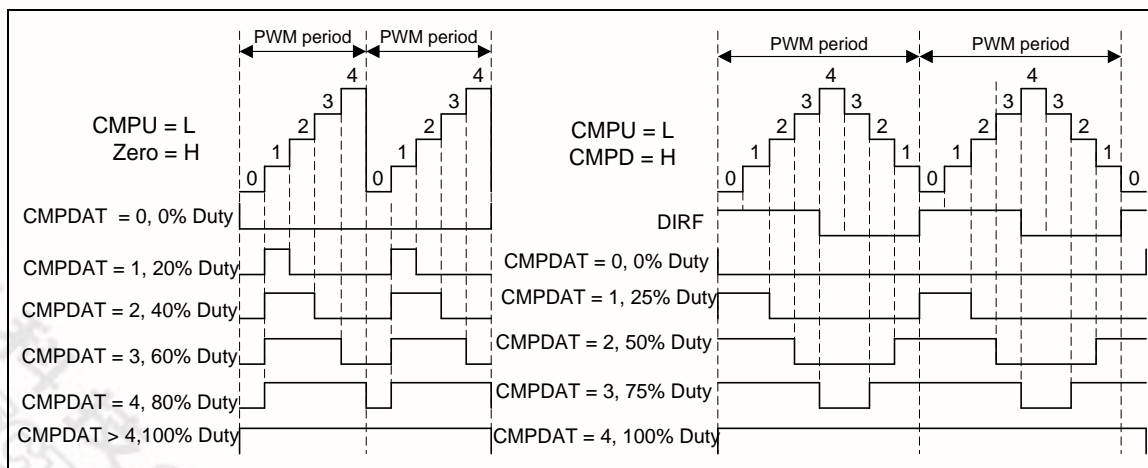 PWM period
PWM period
CMPU = L
Zero = H
0
1
2
3
4
0
1
2
3
4
CMPDAT = 0, 0% Duty
CMPDAT = 1, 20% Duty
CMPDAT = 2, 40% Duty
CMPDAT = 3, 60% Duty
CMPDAT = 4, 80% Duty
CMPDAT > 4,100% Duty
PWM period
PWM period
CMPU = L
CMPD = H
0
1
2
3
4
3
2
1
0
1
2
3
4
3
2
1
0
DIRF
CMPDAT = 0, 0% Duty
CMPDAT = 1, 25% Duty
CMPDAT = 2, 50% Duty
CMPDAT = 3, 75% Duty
CMPDAT = 4, 100% Duty